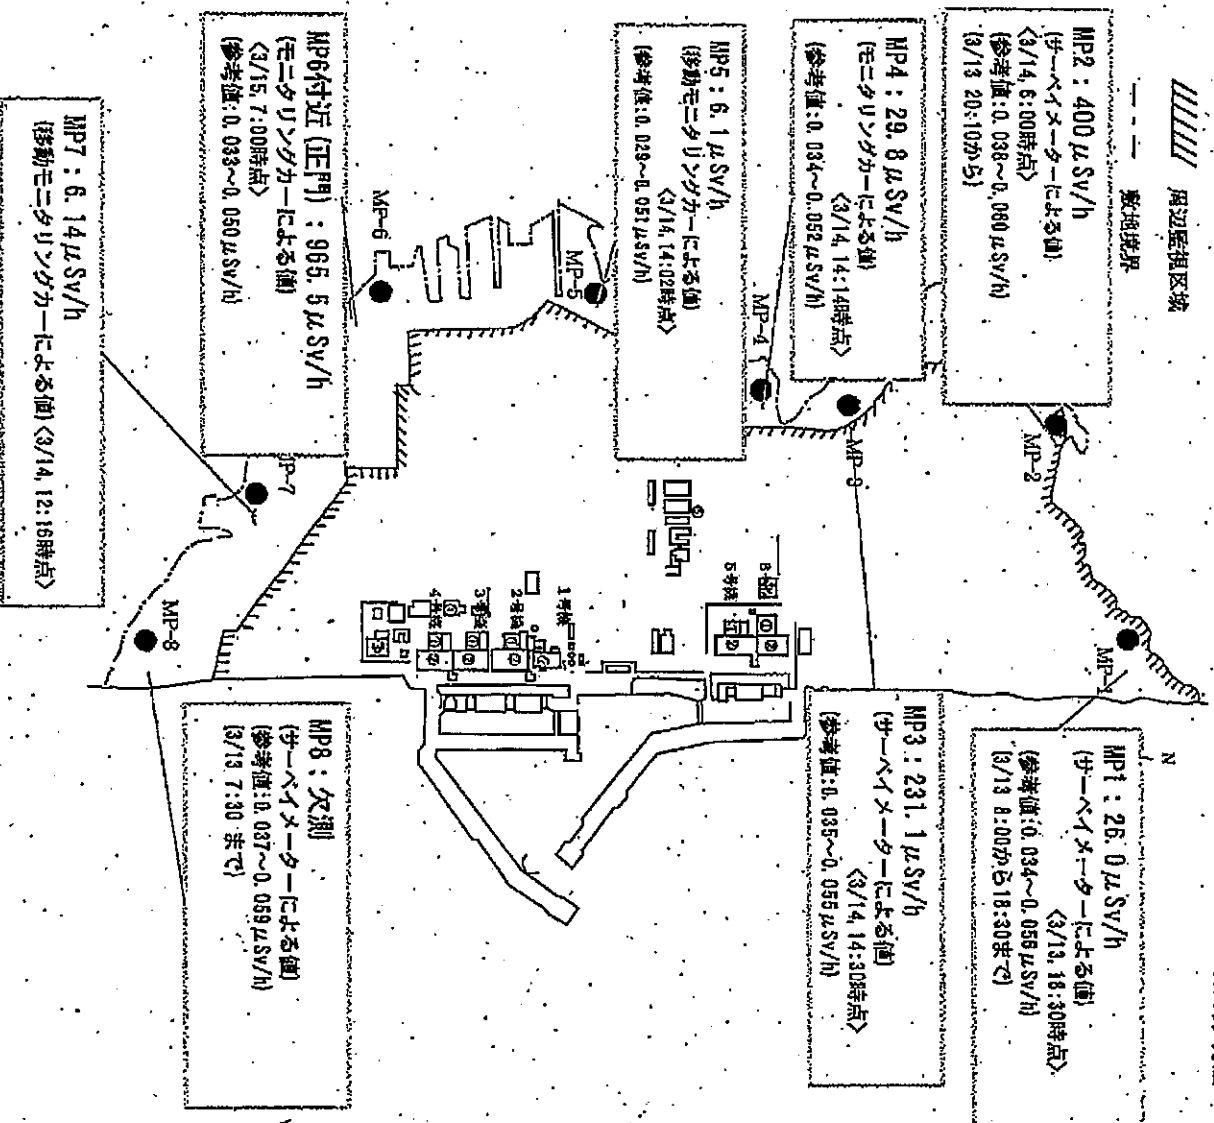 周辺監視区域
敷地境界
N
MP1 : 26.0μSv/h
(サーベイメーターによる値)
〈3/13, 18:30時点〉
(参考値:0.034～0.056μSv/h)
(3/13 8:00から18:30まで)
MP-1
MP2 : 400μSv/h
(サーベイメーターによる値)
〈3/14, 6:00時点〉
(参考値:0.038～0.060μSv/h)
(3/13 20:10から)
MP-2
MP3 : 231.1μSv/h
(サーベイメーターによる値)
〈3/14, 14:30時点〉
(参考値:0.035～0.055μSv/h)
MP-3
MP4 : 29.8μSv/h
(モニタリングカーによる値)
〈3/14, 14:14時点〉
(参考値:0.034～0.052μSv/h)
MP-4
MP5 : 6.1μSv/h
(移動モニタリングカーによる値)
〈3/14, 14:02時点〉
(参考値:0.029～0.051μSv/h)
MP-5
6号機
5号機
1号機
2号機
3号機
4号機
MP6付近(正門) : 965.5μSv/h
(モニタリングカーによる値)
〈3/15, 7:00時点〉
(参考値:0.033～0.050μSv/h)
MP-6
MP7 : 6.14μSv/h
(移動モニタリングカーによる値)〈3/14, 12:16時点〉
P-7
MP8 : 欠測
(サーベイメーターによる値)
(参考値:0.037～0.059μSv/h)
(3/13 7:30 まで)
MP-8